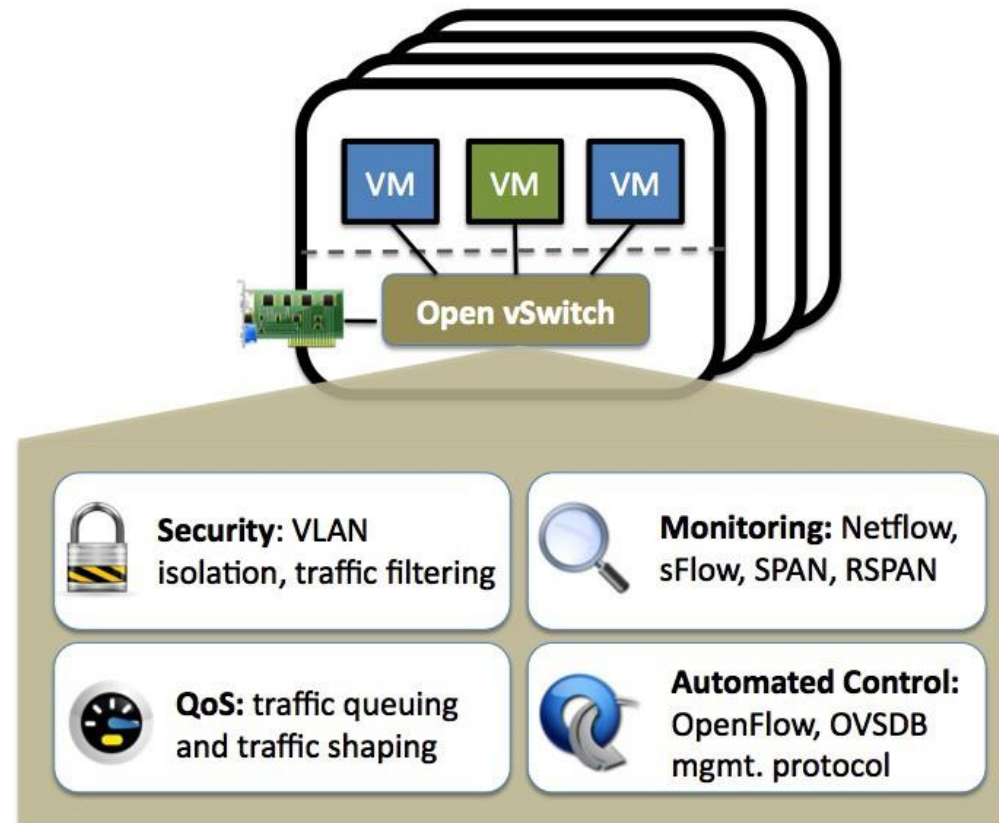 VM VM VM
Open vSwitch
Security: VLAN
isolation, traffic filtering
Monitoring: Netflow,
sFlow, SPAN, RSPAN
QoS: traffic queuing
and traffic shaping
Automated Control:
OpenFlow, OVSDB
mgmt. protocol